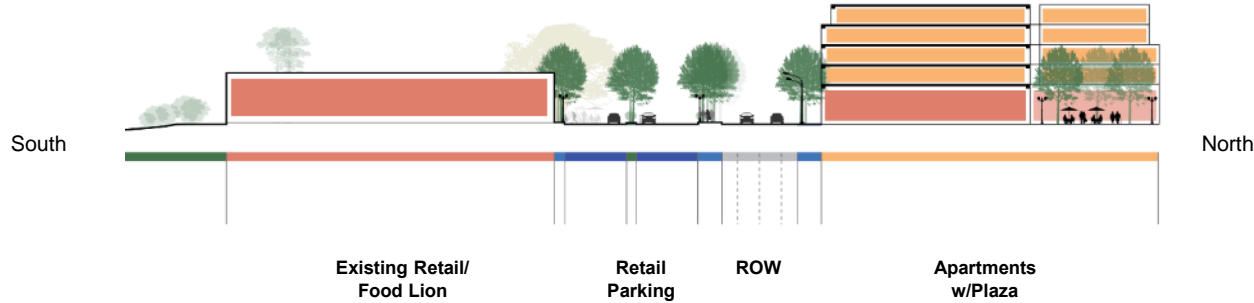 South
North
Existing Retail/
Food Lion
Retail
Parking
ROW
Apartments
w/Plaza